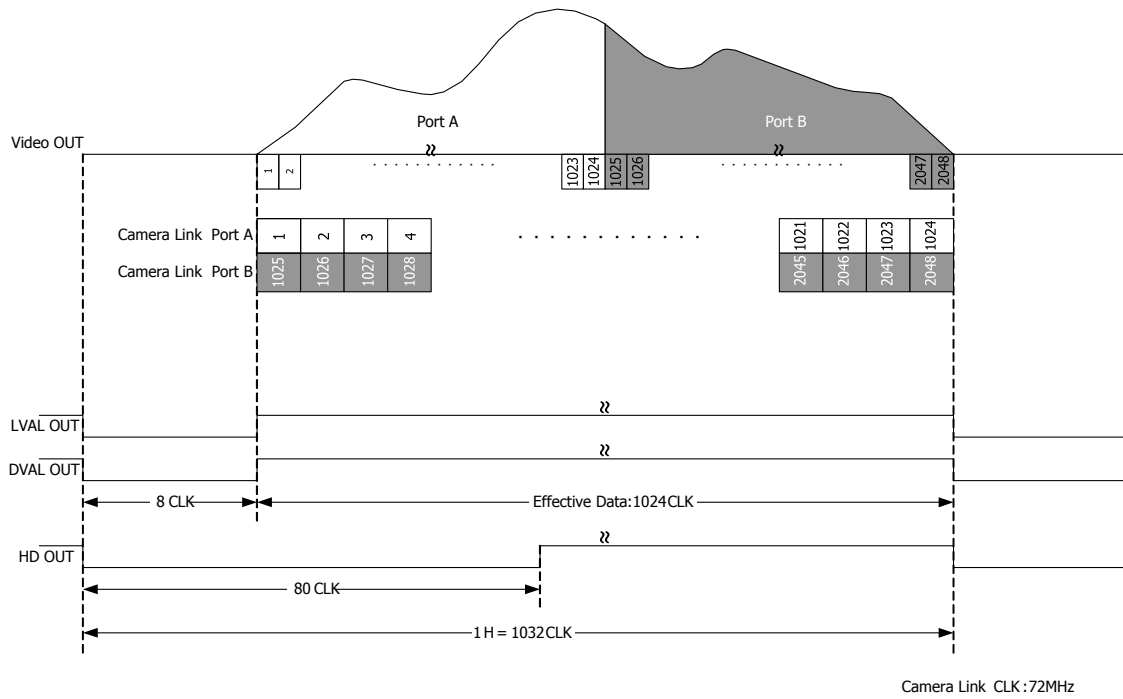 Port A
Port B
Video OUT
1 2 . . . . . . . . . . . . 1023 1024 1025 1026 . . . . . . . . . . . . 2047 2048
Camera Link Port A 1 2 3 4 . . . . . . . . . . . . 1021 1022 1023 1024
Camera Link Port B 1025 1026 1027 1028 2045 2046 2047 2048
LVAL OUT
DVAL OUT
8 CLK
Effective Data:1024CLK
HD OUT
80 CLK
1 H = 1032CLK
Camera Link CLK:72MHz